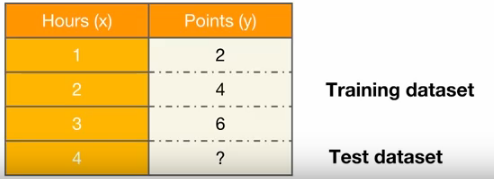 Hours (x) Points (y)
1 2
2 4 Training dataset
3 6
4 ? Test dataset